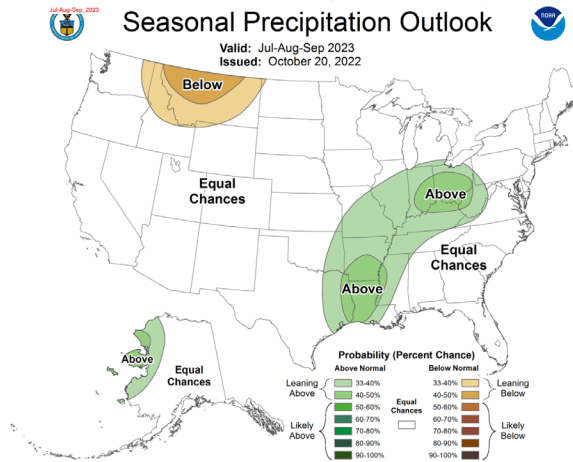 Jul-Aug-Sep_2023
Seasonal Precipitation Outlook
NOAA
Valid: Jul-Aug-Sep 2023
Issued: October 20, 2022
Below
Equal
Chances
Above
Equal
Chances
Above
Above
Equal
Chances
Probability (Percent Chance)
Above Normal
Below Normal
Leaning
Above
33-40%
40-50%
Likely
Above
50-60%
60-70%
70-80%
80-90%
90-100%
Equal
Chances
33-40%
40-50%
Leaning
Below
50-60%
60-70%
70-80%
80-90%
90-100%
Likely
Below